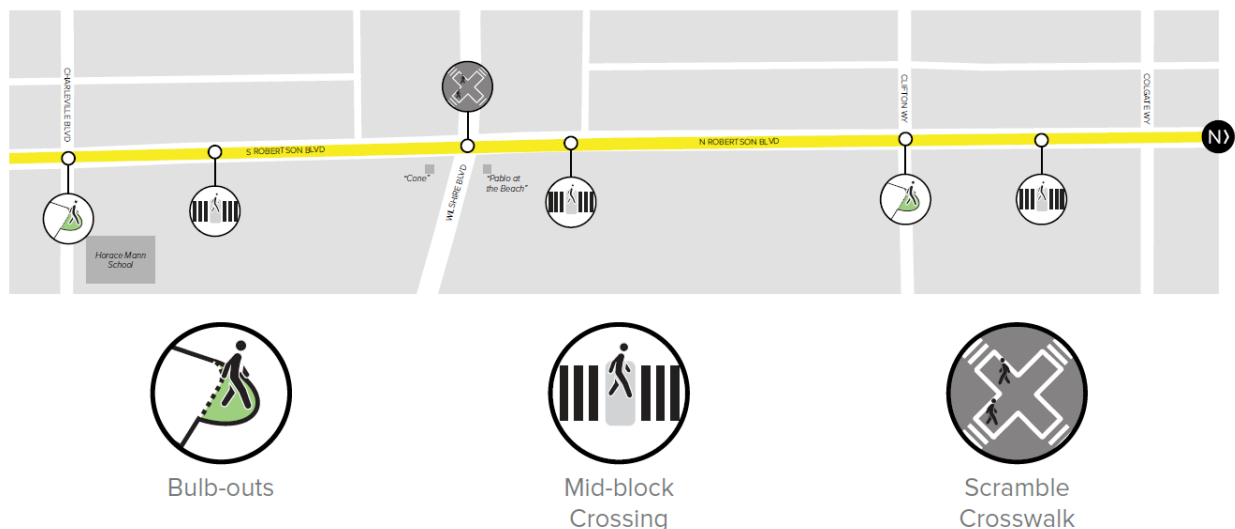 CHARLEVILLE BLVD
S ROBERTSON BLVD
"Cone"
WILSHIRE BLVD
"Pablo at
the Beach"
N ROBERTSON BLVD
CLIFTON WY
COLGATE WY
N
Horace Mann
School
Bulb-outs
Mid-block
Crossing
Scramble
Crosswalk